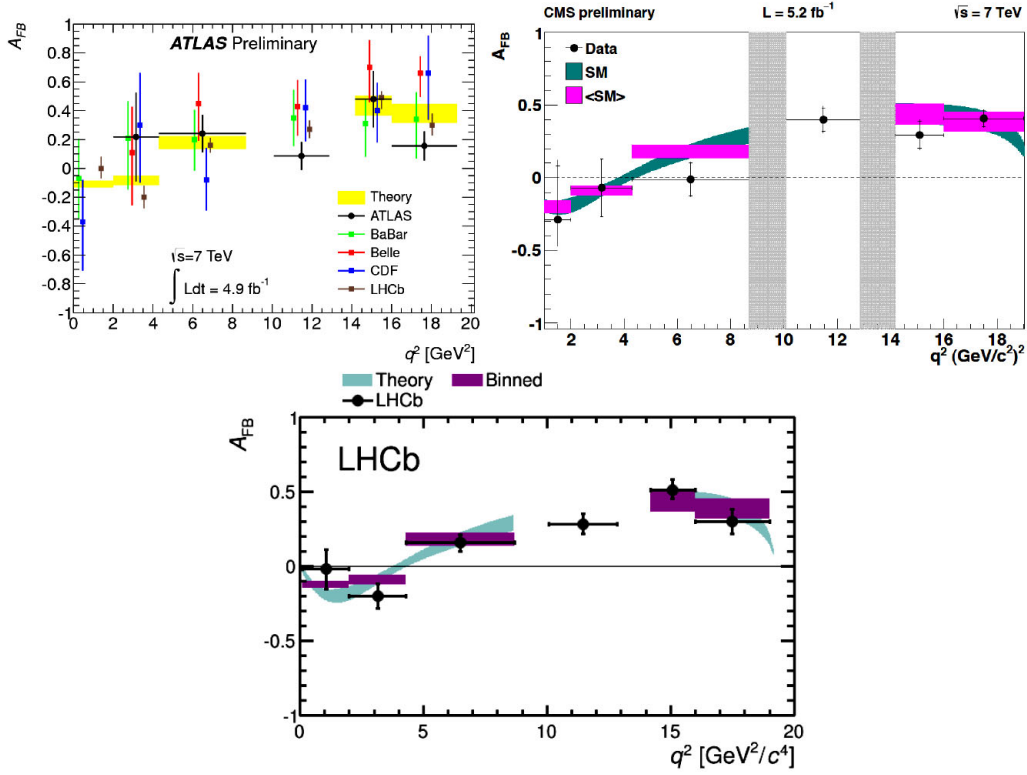 A_FB
ATLAS Preliminary
1
0.8
0.6
0.4
0.2
0
-0.2
-0.4
-0.6
-0.8
-1
Theory
ATLAS
BaBar
Belle
CDF
LHCb
√s=7 TeV
∫ Ldt = 4.9 fb⁻¹
0 2 4 6 8 10 12 14 16 18 20
q² [GeV²]
CMS preliminary L = 5.2 fb⁻¹ √s = 7 TeV
A_FB
1
0.5
0
-0.5
-1
Data
SM
<SM>
2 4 6 8 10 12 14 16 18
q² (GeV/c²)²
Theory Binned
LHCb
A_FB
LHCb
1
0.5
0
-0.5
-1
0 5 10 15 20
q² [GeV²/c⁴]